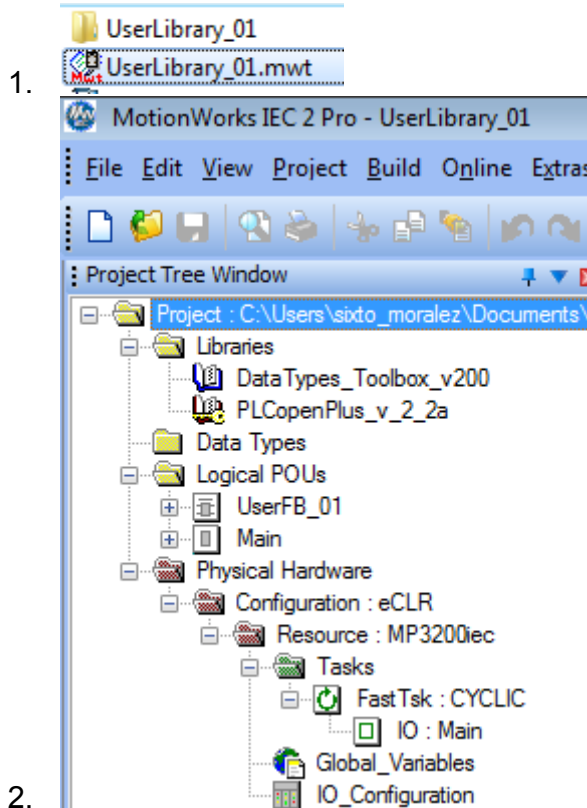 UserLibrary_01
1. UserLibrary_01.mwt
MotionWorks IEC 2 Pro - UserLibrary_01
File Edit View Project Build Online Extras
Project Tree Window
Project : C:\Users\sixto_moralez\Documents\
Libraries
DataTypes_Toolbox_v200
PLCopenPlus_v_2_2a
Data Types
Logical POUs
UserFB_01
Main
Physical Hardware
Configuration : eCLR
Resource : MP3200iec
Tasks
FastTsk : CYCLIC
IO : Main
Global_Variables
2. IO_Configuration